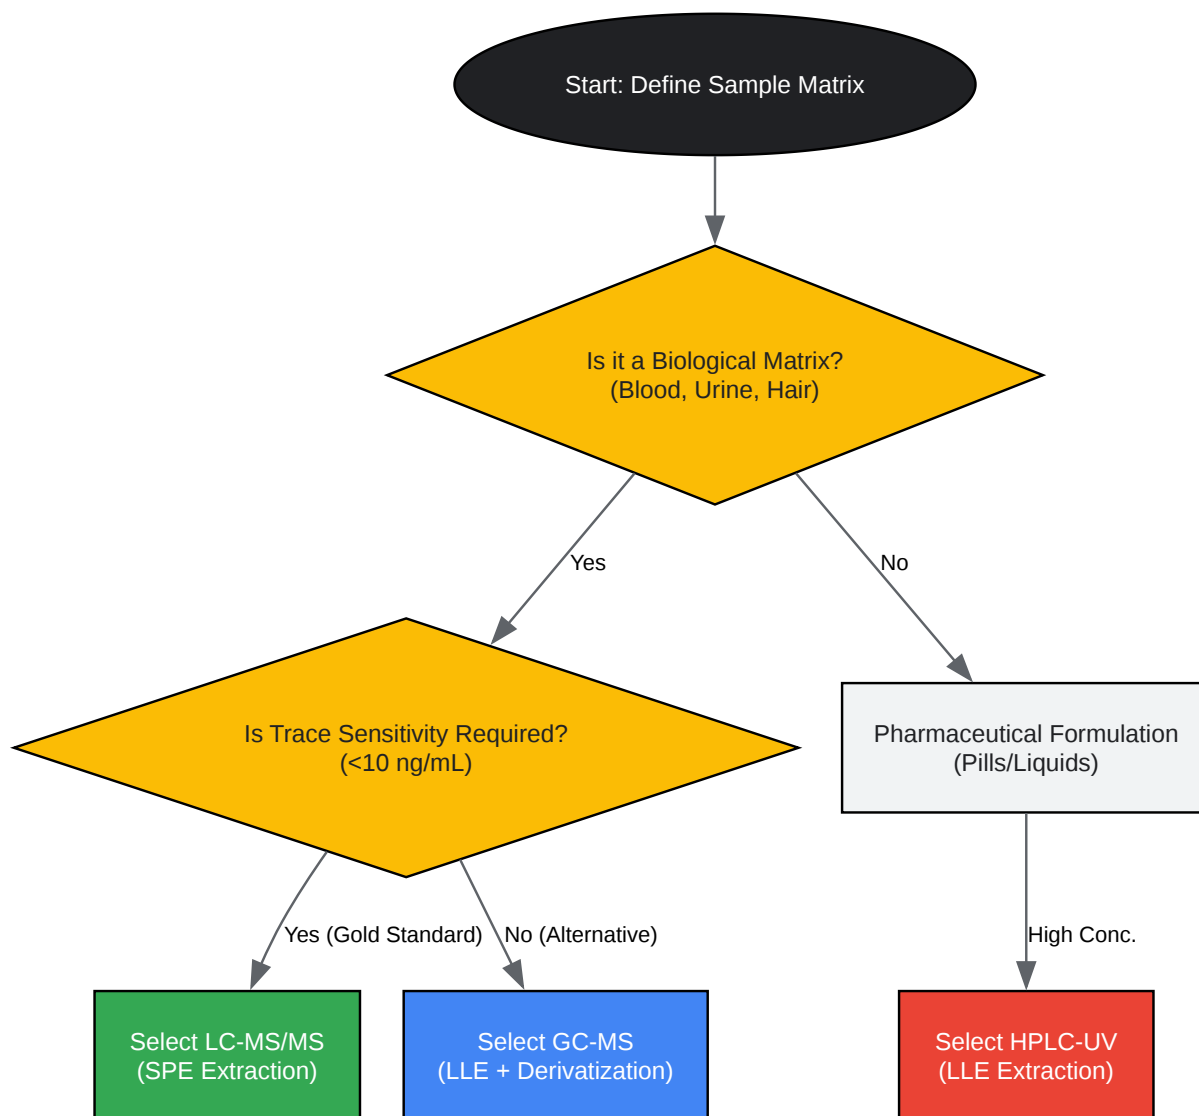 Start: Define Sample Matrix
Is it a Biological Matrix?
(Blood, Urine, Hair)
Yes
No
Is Trace Sensitivity Required?
(<10 ng/mL)
Pharmaceutical Formulation
(Pills/Liquids)
Yes (Gold Standard)
No (Alternative)
High Conc.
Select LC-MS/MS
(SPE Extraction)
Select GC-MS
(LLE + Derivatization)
Select HPLC-UV
(LLE Extraction)